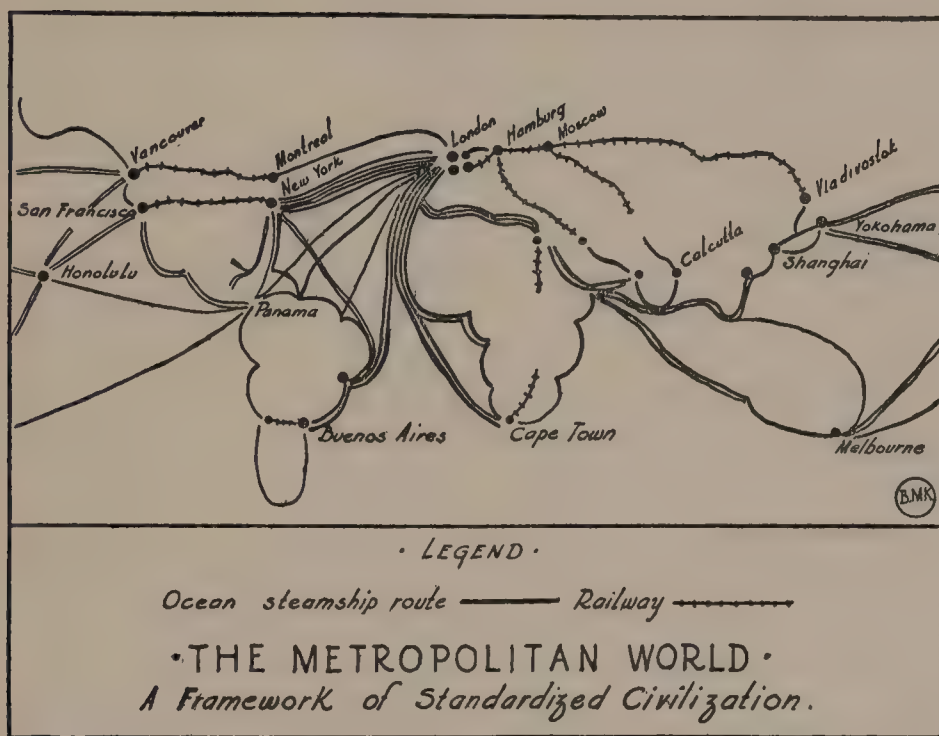 Vancouver
Montreal
London
Hamburg
Moscow
New York
Vladivostok
San Francisco
Yokohama
Honolulu
Calcutta
Shanghai
Panama
Buenos Aires
Cape Town
Melbourne
B.MK
· LEGEND ·
Ocean steamship route Railway
· THE METROPOLITAN WORLD ·
A Framework of Standardized Civilization.